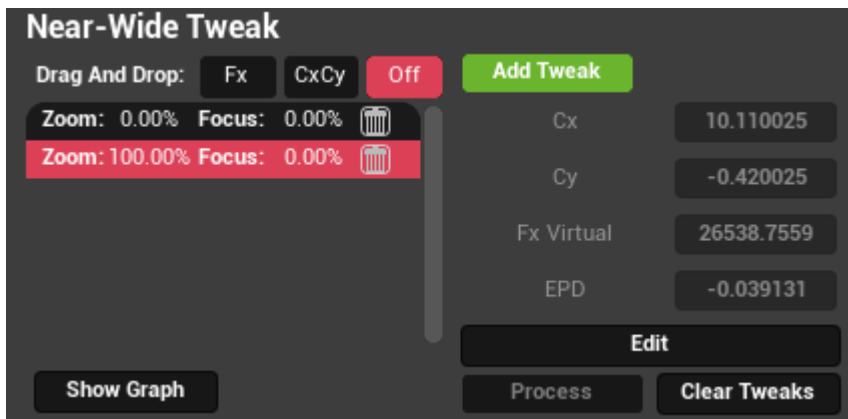 Near-Wide Tweak
Drag And Drop: Fx CxCy Off Add Tweak
Zoom: 0.00% Focus: 0.00%
Zoom: 100.00% Focus: 0.00%
Cx 10.110025
Cy -0.420025
Fx Virtual 26538.7559
EPD -0.039131
Edit
Show Graph Process Clear Tweaks